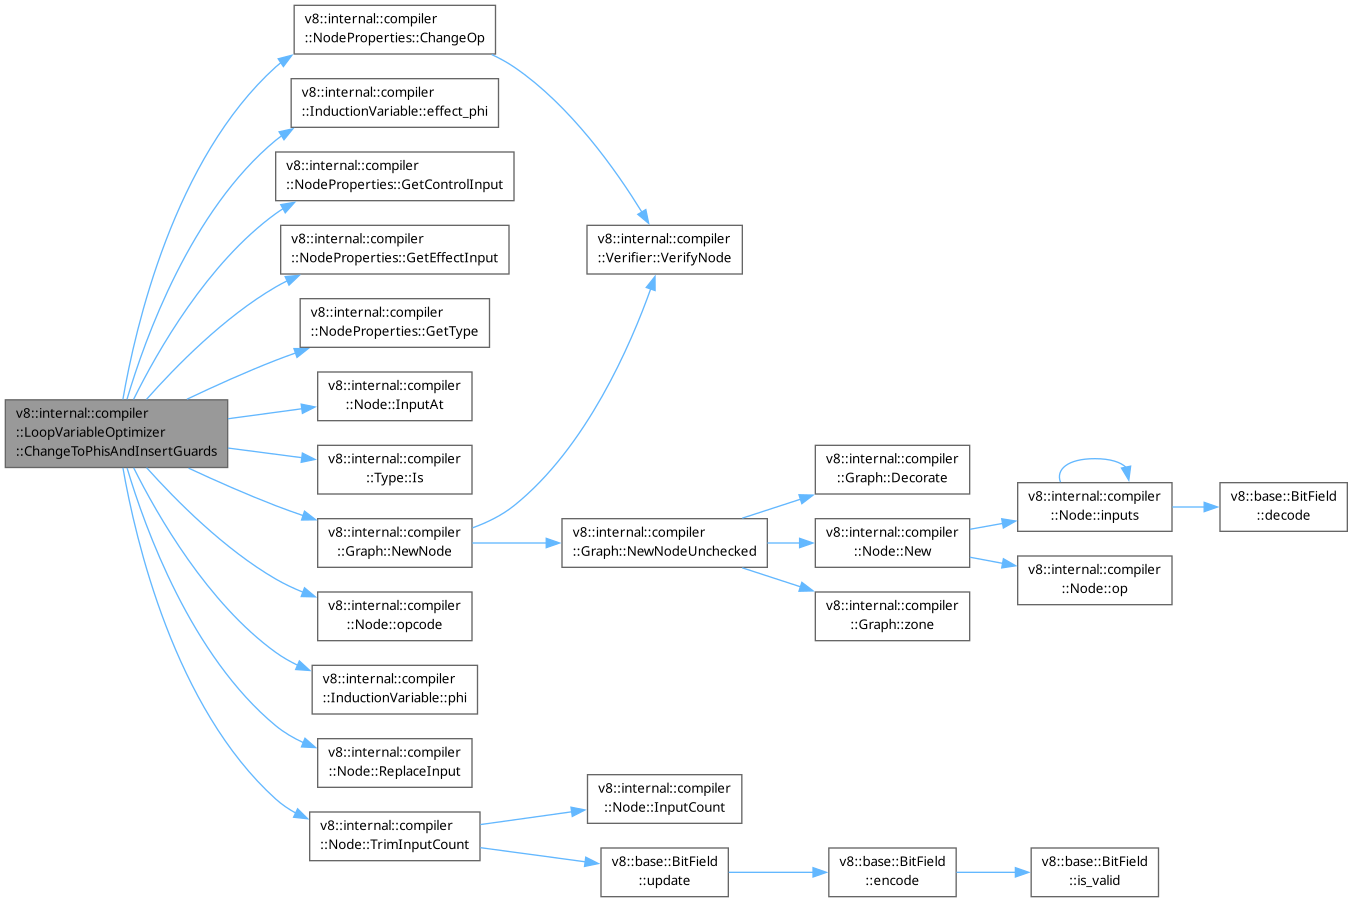 v8::internal::compiler
::NodeProperties::ChangeOp
v8::internal::compiler
::InductionVariable::effect_phi
v8::internal::compiler
::NodeProperties::GetControlInput
v8::internal::compiler
::NodeProperties::GetEffectInput
v8::internal::compiler
::Verifier::VerifyNode
v8::internal::compiler
::NodeProperties::GetType
v8::internal::compiler
::Node::InputAt
v8::internal::compiler
::LoopVariableOptimizer
::ChangeToPhisAndInsertGuards
v8::internal::compiler
::Type::Is
v8::internal::compiler
::Graph::Decorate
v8::internal::compiler
::Node::inputs
v8::base::BitField
::decode
v8::internal::compiler
::Graph::NewNode
v8::internal::compiler
::Graph::NewNodeUnchecked
v8::internal::compiler
::Node::New
v8::internal::compiler
::Node::op
v8::internal::compiler
::Node::opcode
v8::internal::compiler
::Graph::zone
v8::internal::compiler
::InductionVariable::phi
v8::internal::compiler
::Node::ReplaceInput
v8::internal::compiler
::Node::InputCount
v8::internal::compiler
::Node::TrimInputCount
v8::base::BitField
::update
v8::base::BitField
::encode
v8::base::BitField
::is_valid